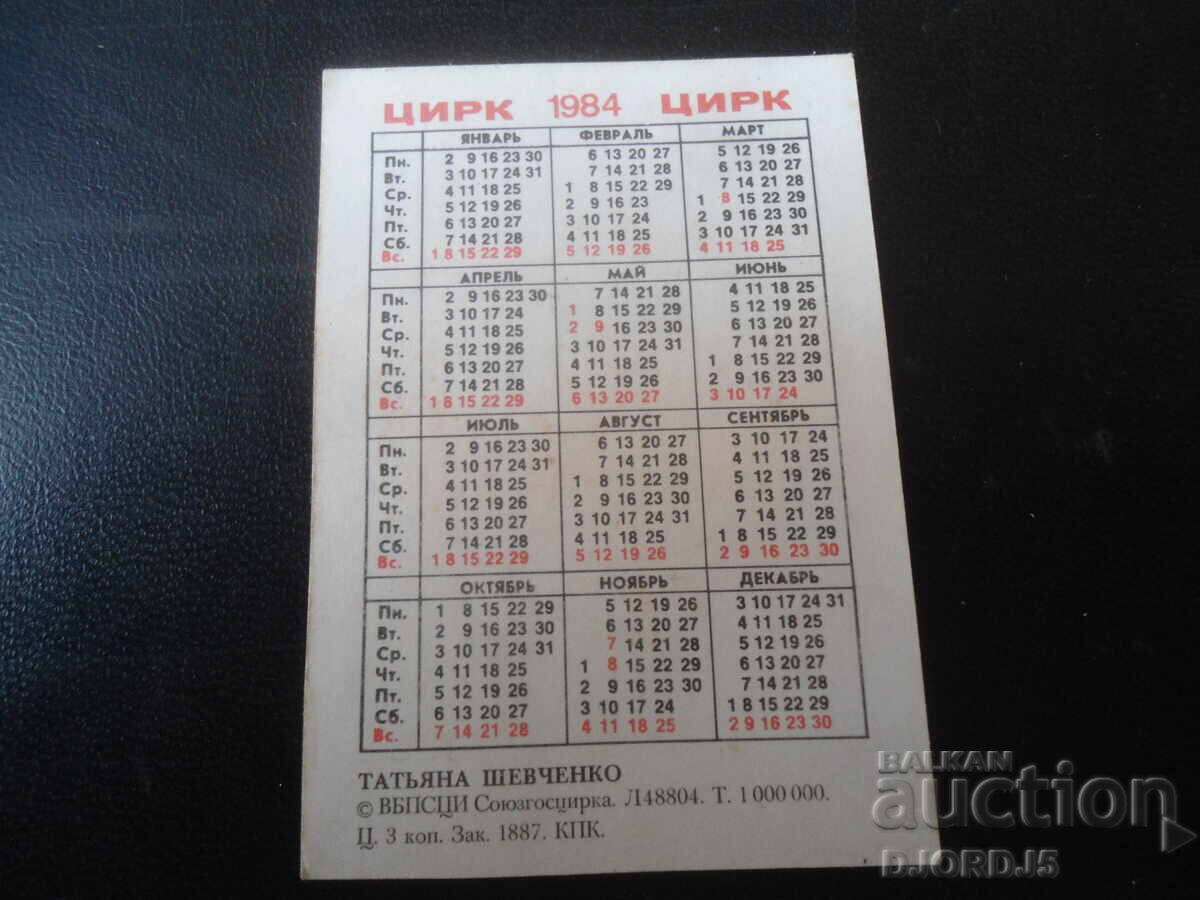 ЦИРК 1984 ЦИРК
ЯНВАРЬ ФЕВРАЛЬ МАРТ
Пн. 2 9 16 23 30 6 13 20 27 5 12 19 26
Вт. 3 10 17 24 31 7 14 21 28 6 13 20 27
Ср. 4 11 18 25 1 8 15 22 29 7 14 21 28
Чт. 5 12 19 26 2 9 16 23 1 8 15 22 29
Пт. 6 13 20 27 3 10 17 24 2 9 16 23 30
Сб. 7 14 21 28 4 11 18 25 3 10 17 24 31
Вс. 1 8 15 22 29 5 12 19 26 4 11 18 25
АПРЕЛЬ МАЙ ИЮНЬ
Пн. 2 9 16 23 30 7 14 21 28 4 11 18 25
Вт. 3 10 17 24 1 8 15 22 29 5 12 19 26
Ср. 4 11 18 25 2 9 16 23 30 6 13 20 27
Чт. 5 12 19 26 3 10 17 24 31 7 14 21 28
Пт. 6 13 20 27 4 11 18 25 1 8 15 22 29
Сб. 7 14 21 28 5 12 19 26 2 9 16 23 30
Вс. 1 8 15 22 29 6 13 20 27 3 10 17 24
ИЮЛЬ АВГУСТ СЕНТЯБРЬ
Пн. 2 9 16 23 30 6 13 20 27 3 10 17 24
Вт. 3 10 17 24 31 7 14 21 28 4 11 18 25
Ср. 4 11 18 25 1 8 15 22 29 5 12 19 26
Чт. 5 12 19 26 2 9 16 23 30 6 13 20 27
Пт. 6 13 20 27 3 10 17 24 31 7 14 21 28
Сб. 7 14 21 28 4 11 18 25 1 8 15 22 29
Вс. 1 8 15 22 29 5 12 19 26 2 9 16 23 30
ОКТЯБРЬ НОЯБРЬ ДЕКАБРЬ
Пн. 1 8 15 22 29 5 12 19 26 3 10 17 24 31
Вт. 2 9 16 23 30 6 13 20 27 4 11 18 25
Ср. 3 10 17 24 31 7 14 21 28 5 12 19 26
Чт. 4 11 18 25 1 8 15 22 29 6 13 20 27
Пт. 5 12 19 26 2 9 16 23 30 7 14 21 28
Сб. 6 13 20 27 3 10 17 24 1 8 15 22 29
Вс. 7 14 21 28 4 11 18 25 2 9 16 23 30
ТАТЬЯНА ШЕВЧЕНКО
© ВБПСЦИ Союзгосцирка. Л48804. Т. 1 000 000.
Ц. 3 коп. Зак. 1887. КПК.
BALKAN
auction
DJORDJ5